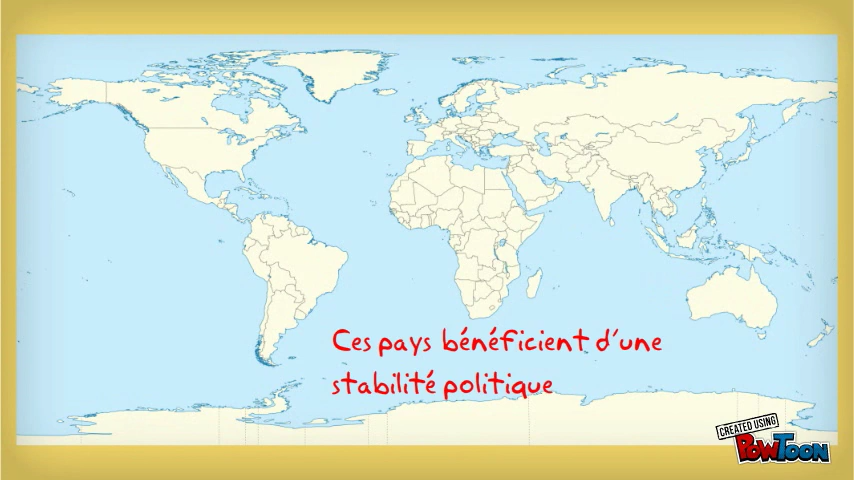 Ces pays bénéficient d'une
stabilité politique
CREATED USING
POWTOON